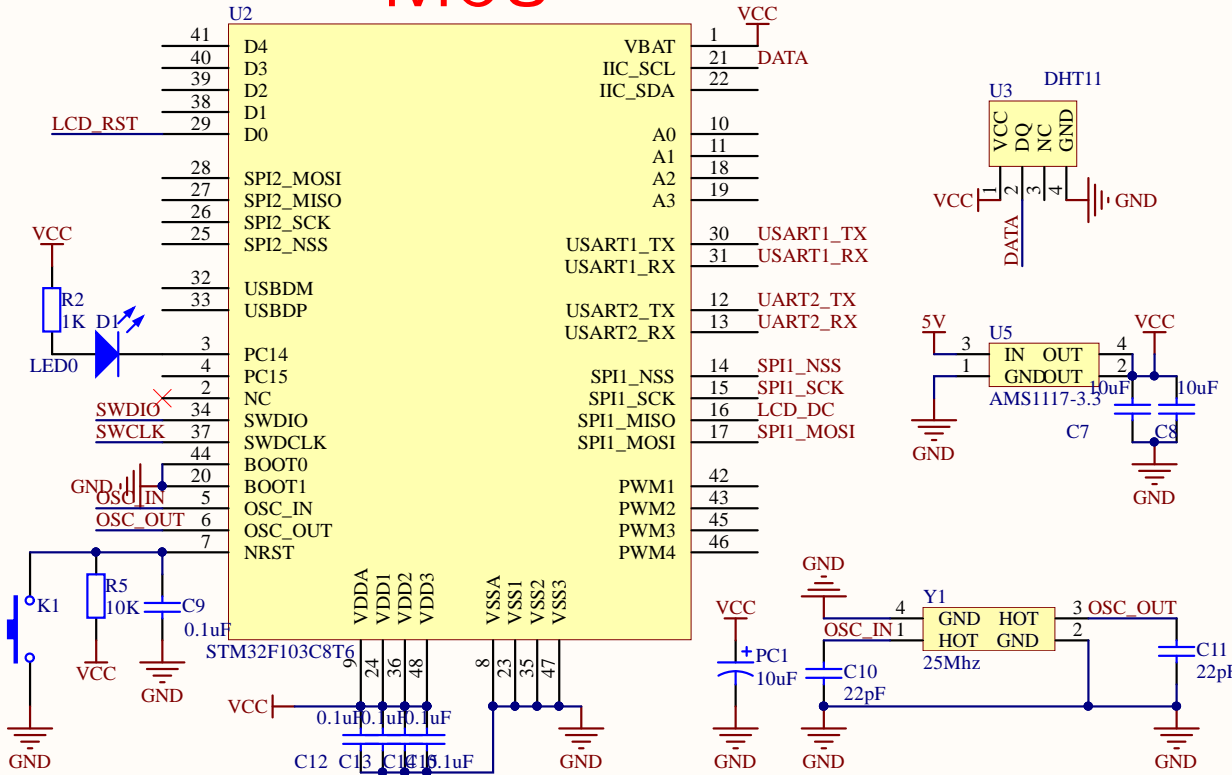 U2
VCC
41 D4
40 D3
39 D2
38 D1
LCD_RST 29 D0
28 SPI2_MOSI
27 SPI2_MISO
26 SPI2_SCK
25 SPI2_NSS
32 USBDM
33 USBDP
3 PC14
4 PC15
2 NC
SWDIO 34 SWDIO
SWCLK 37 SWDCLK
44 BOOT0
GND 20 BOOT1
OSC_IN 5 OSC_IN
OSC_OUT 6 OSC_OUT
7 NRST
VCC
R2
1K
D1
LED0
VBAT 1
IIC_SCL 21 DATA
IIC_SDA 22
A0 10
A1 11
A2 18
A3 19
USART1_TX 30 USART1_TX
USART1_RX 31 USART1_RX
USART2_TX 12 UART2_TX
USART2_RX 13 UART2_RX
SPI1_NSS 14 SPI1_NSS
SPI1_SCK 15 SPI1_SCK
SPI1_MISO 16 LCD_DC
SPI1_MOSI 17 SPI1_MOSI
PWM1 42
PWM2 43
PWM3 45
PWM4 46
VDDA VDD1 VDD2 VDD3 VSSA VSS1 VSS2 VSS3
9 24 36 48 8 23 35 47
STM32F103C8T6
K1
R5
10K
C9
0.1uF
VCC
GND
GND
VCC
0.1uF 0.1uF 0.1uF
C12 C13 C14 C15 0.1uF
GND
VCC
PC1
10uF
GND
U3 DHT11
VCC DQ NC GND
1 2 3 4
VCC
GND
DATA
5V
U5
VCC
3 IN OUT 4
1 GND OUT 2
AMS1117-3.3
10uF 10uF
C7 C8
GND
GND
GND
Y1
4 GND HOT 3 OSC_OUT
OSC_IN 1 HOT GND 2
25Mhz
C10
22pF
C11
22pF
GND
GND